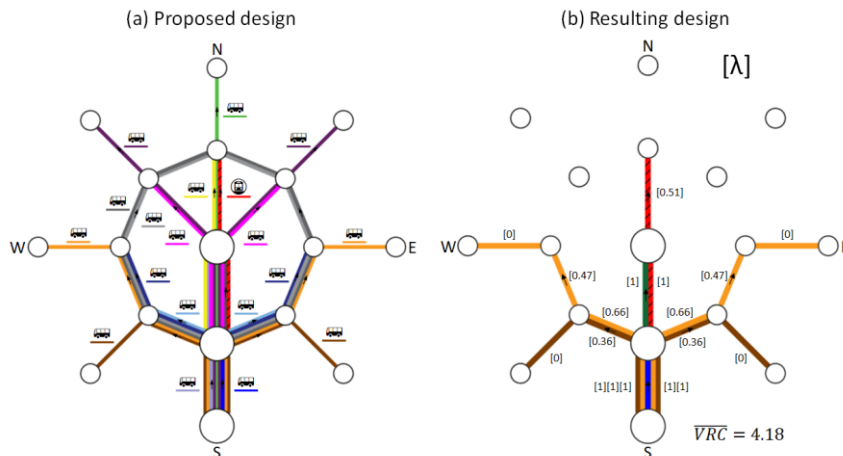 (a) Proposed design
(b) Resulting design
N
W
E
S
N
[λ]
[0.51]
W
[0]
[0]
[0.47]
[1]
[1]
[0.47]
[0.66]
[0.66]
[0.36]
[0.36]
[0]
[0]
[1][1][1]
[1][1]
S
VRC = 4.18